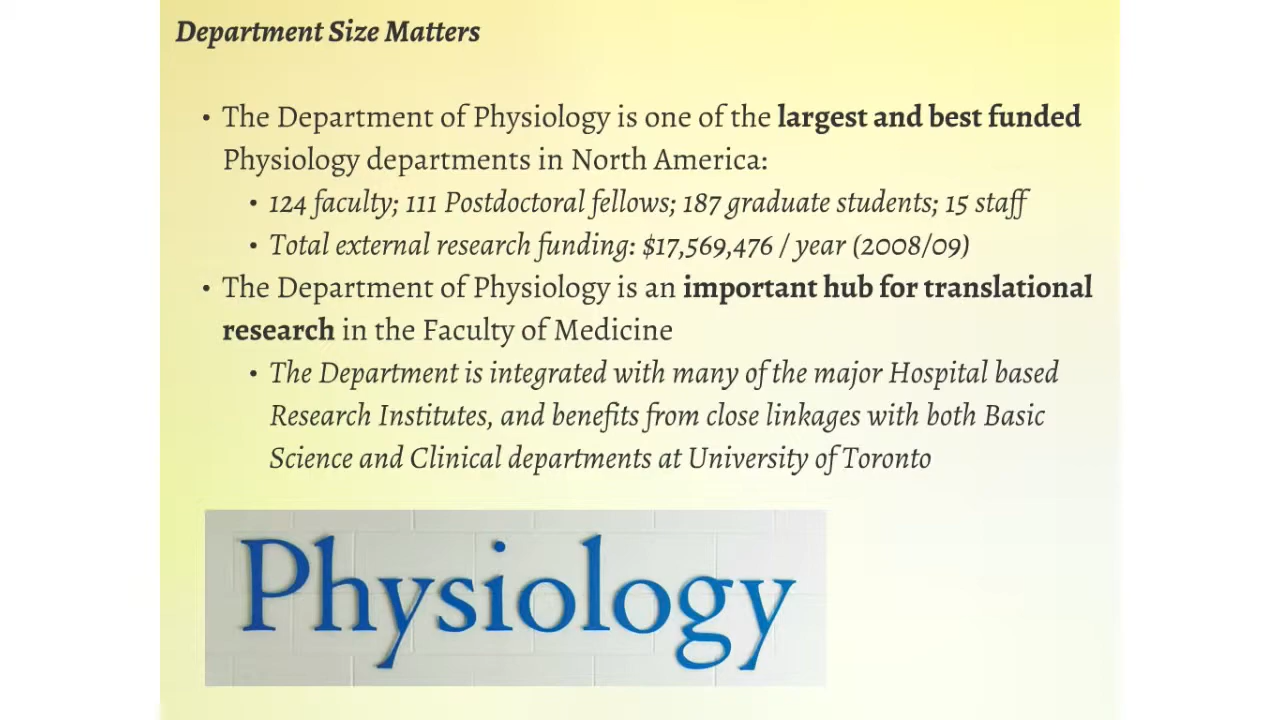 Department Size Matters
• The Department of Physiology is one of the largest and best funded
Physiology departments in North America:
• 124 faculty; 111 Postdoctoral fellows; 187 graduate students; 15 staff
• Total external research funding: $17,569,476 / year (2008/09)
• The Department of Physiology is an important hub for translational
research in the Faculty of Medicine
• The Department is integrated with many of the major Hospital based
Research Institutes, and benefits from close linkages with both Basic
Science and Clinical departments at University of Toronto
Physiology